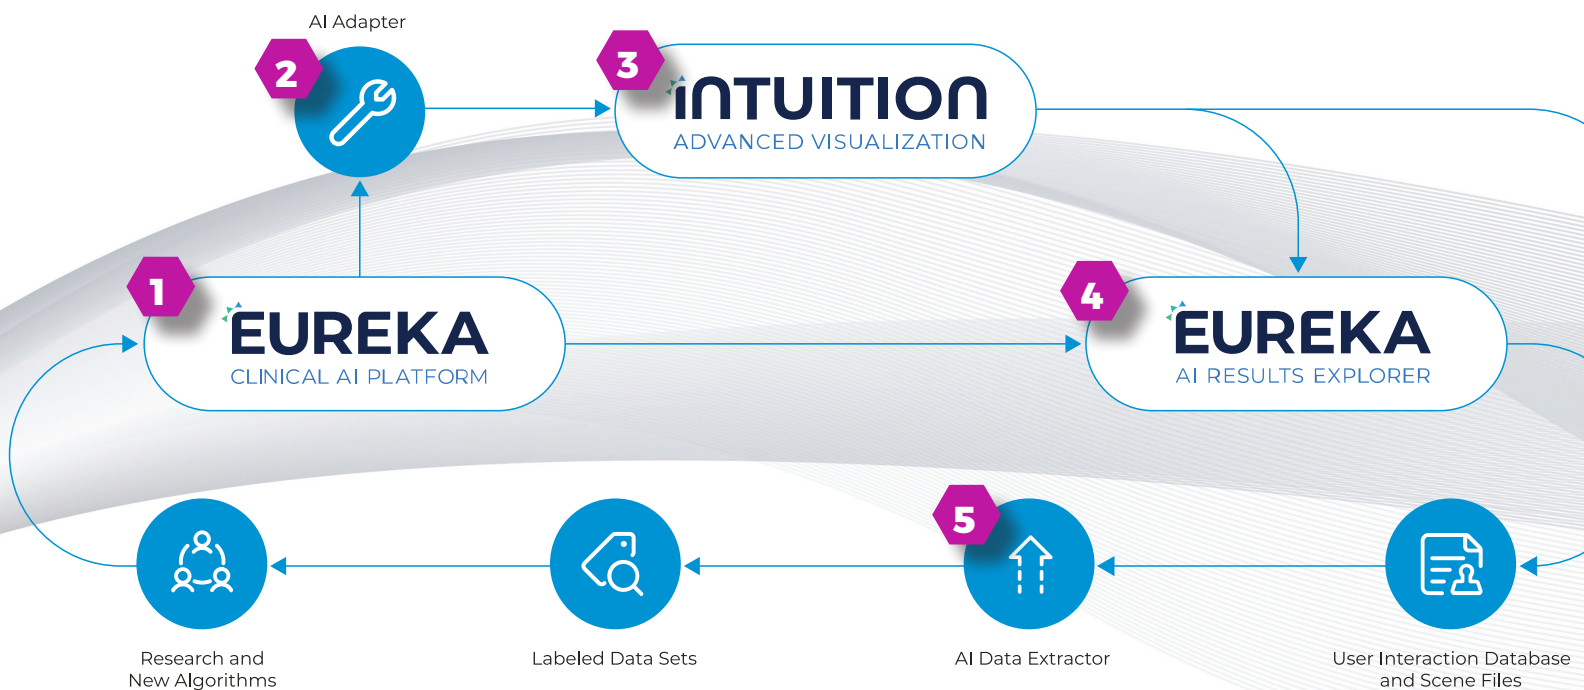 AI Adapter
2
3
INTUITION
ADVANCED VISUALIZATION
1
EUREKA
CLINICAL AI PLATFORM
4
EUREKA
AI RESULTS EXPLORER
5
Research and
New Algorithms
Labeled Data Sets
AI Data Extractor
User Interaction Database
and Scene Files